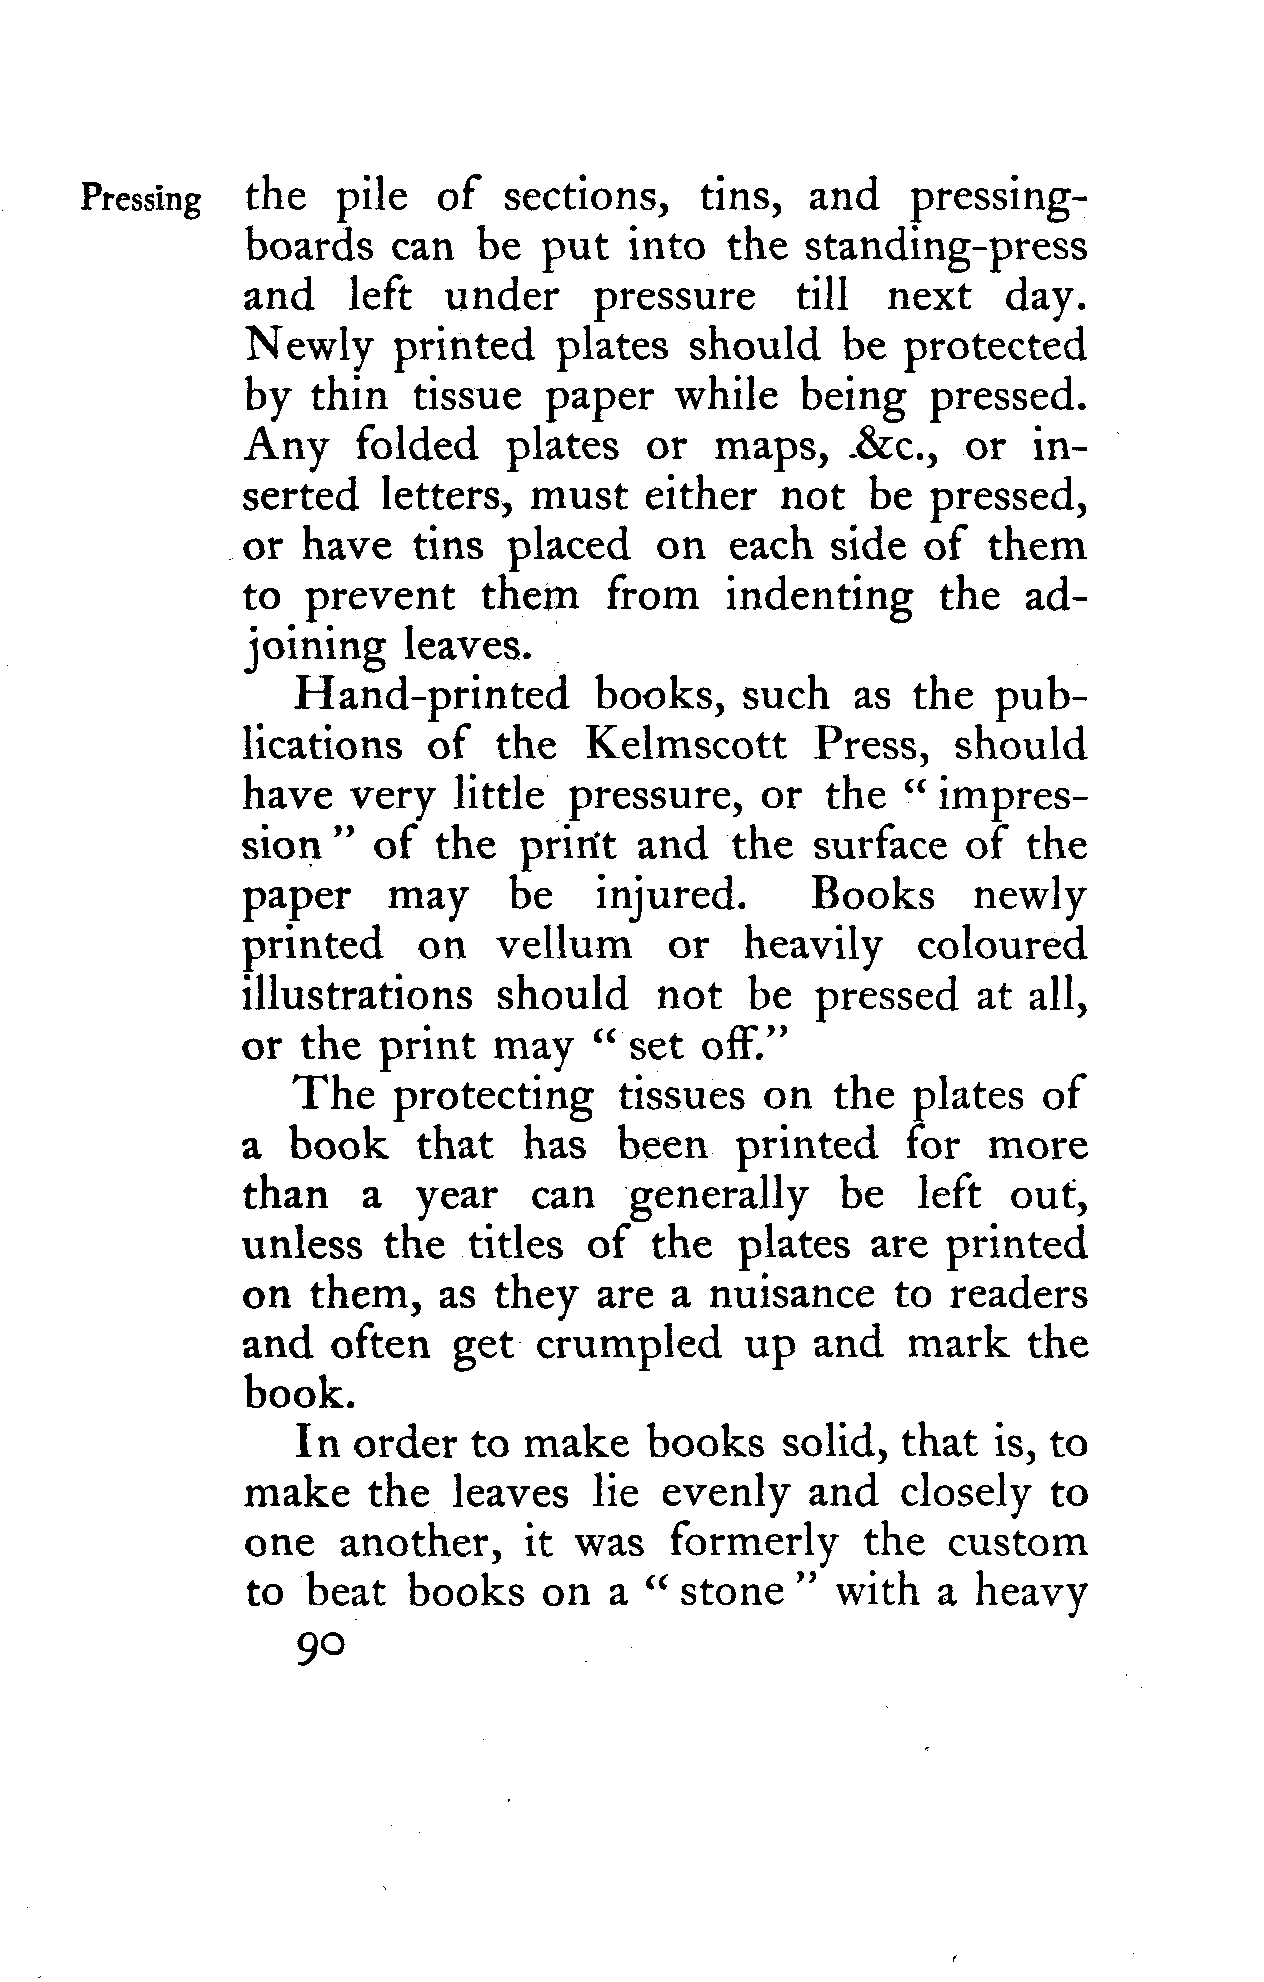 Pressing the pile of sections, tins, and pressing-
boards can be put into the standing-press
and left under pressure till next day.
Newly printed plates should be protected
by thin tissue paper while being pressed.
Any folded plates or maps, &c., or in-
serted letters, must either not be pressed,
or have tins placed on each side of them
to prevent them from indenting the ad-
joining leaves.
Hand-printed books, such as the pub-
lications of the Kelmscott Press, should
have very little pressure, or the “ impres-
sion ” of the print and the surface of the
paper may be injured. Books newly
printed on vellum or heavily coloured
illustrations should not be pressed at all,
or the print may “ set off.”
The protecting tissues on the plates of
a book that has been printed for more
than a year can generally be left out,
unless the titles of the plates are printed
on them, as they are a nuisance to readers
and often get crumpled up and mark the
book.
In order to make books solid, that is, to
make the leaves lie evenly and closely to
one another, it was formerly the custom
to beat books on a “ stone ” with a heavy
90